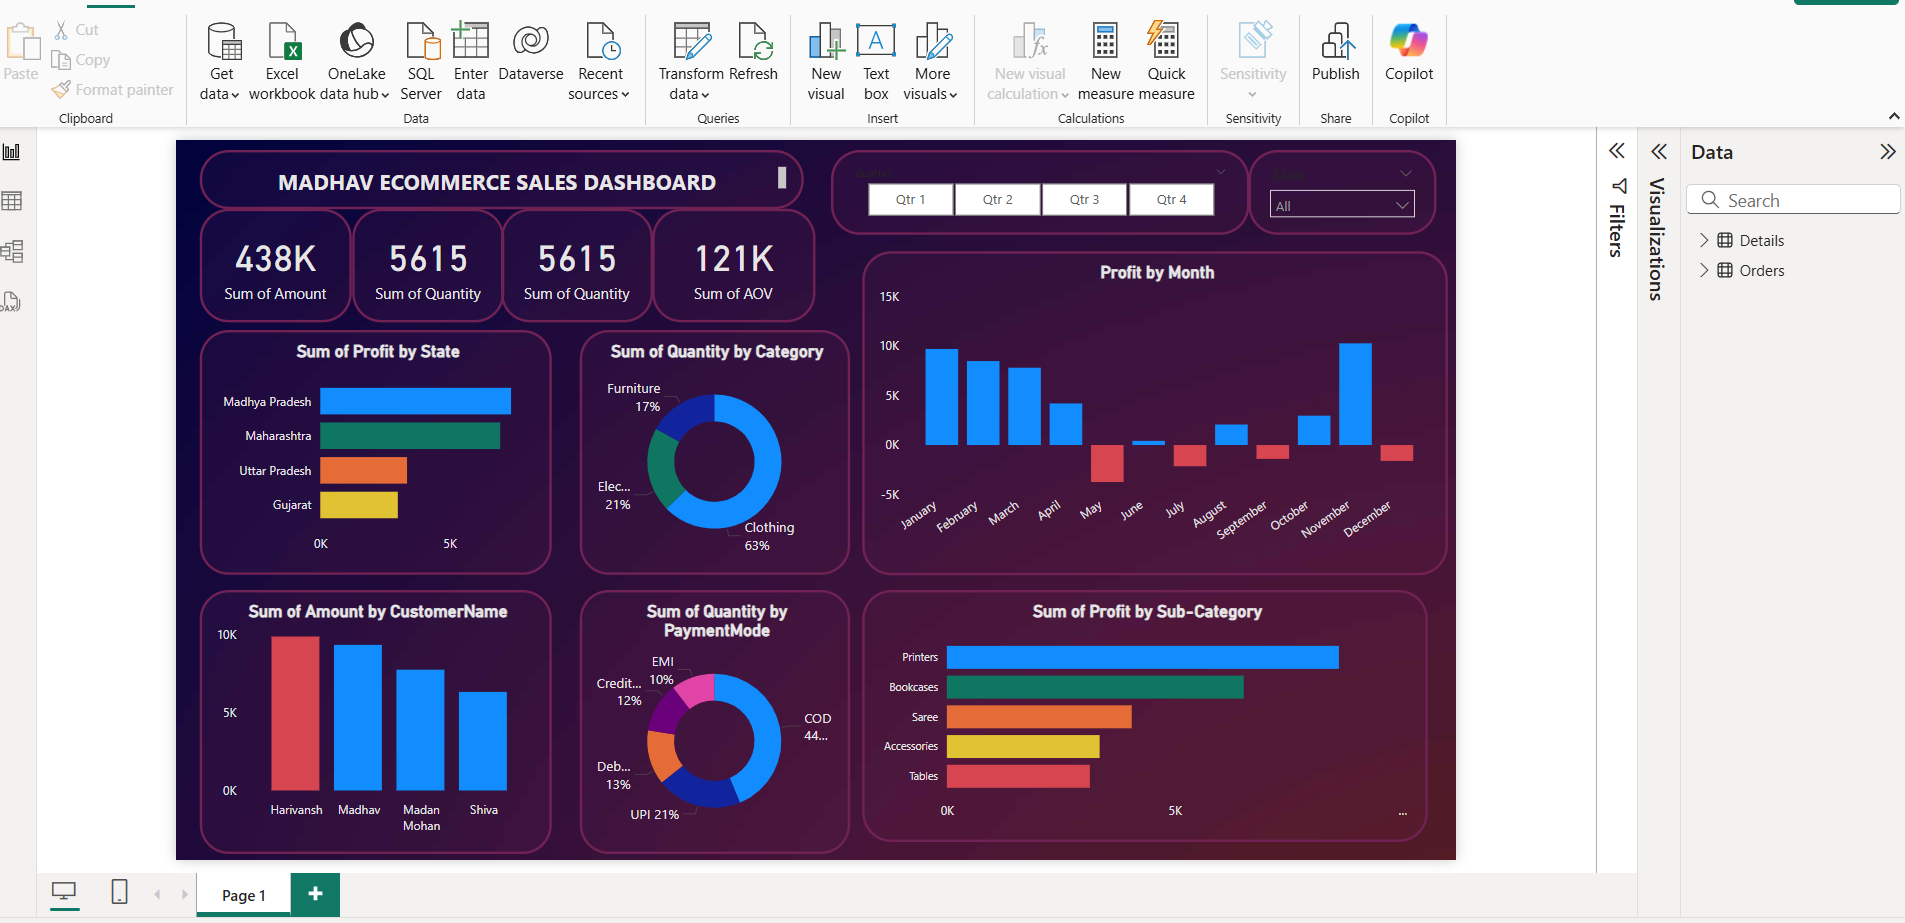 Paste
Cut
Copy
Format painter
Clipboard
Get data
Excel workbook
OneLake data hub
SQL Server
Enter data
Dataverse
Recent sources
Data
Transform data
Refresh
Queries
New visual
Text box
More visuals
Insert
New visual calculation
New measure
Quick measure
Calculations
Sensitivity
Sensitivity
Publish
Share
Copilot
Copilot
MADHAV ECOMMERCE SALES DASHBOARD
Qtr 1
Qtr 2
Qtr 3
Qtr 4
All
438K
Sum of Amount
5615
Sum of Quantity
5615
Sum of Quantity
121K
Sum of AOV
Profit by Month
15K
10K
5K
0K
-5K
January
February
March
April
May
June
July
August
September
October
November
December
Sum of Profit by State
Madhya Pradesh
Maharashtra
Uttar Pradesh
Gujarat
0K
5K
Sum of Quantity by Category
Furniture
17%
Elec...
21%
Clothing
63%
Sum of Amount by CustomerName
10K
5K
0K
Harivansh
Madhav
Madan
Mohan
Shiva
Sum of Quantity by
PaymentMode
EMI
10%
Credit...
12%
COD
44...
Deb...
13%
UPI 21%
Sum of Profit by Sub-Category
Printers
Bookcases
Saree
Accessories
Tables
0K
5K
...
Filters
Visualizations
Data
Search
Details
Orders
DAX
Page 1